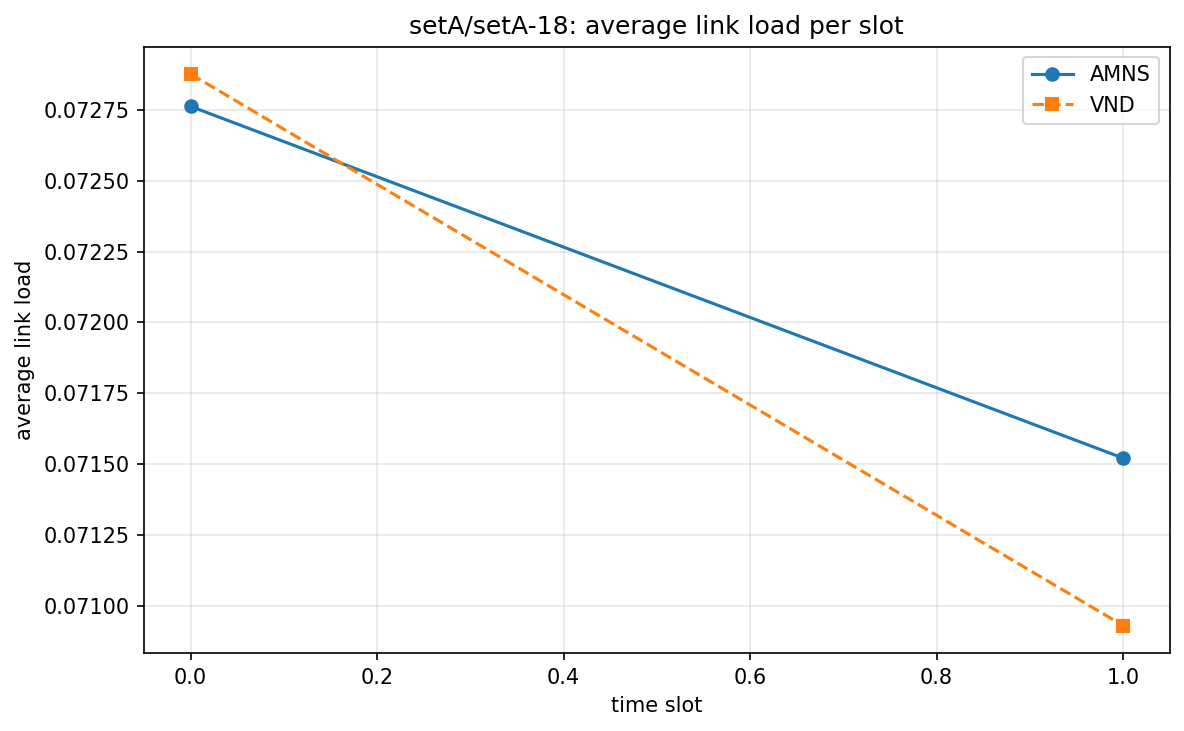 setA/setA-18: average link load per slot
AMNS
VND
average link load
0.07275
0.07250
0.07225
0.07200
0.07175
0.07150
0.07125
0.07100
0.0 0.2 0.4 0.6 0.8 1.0
time slot